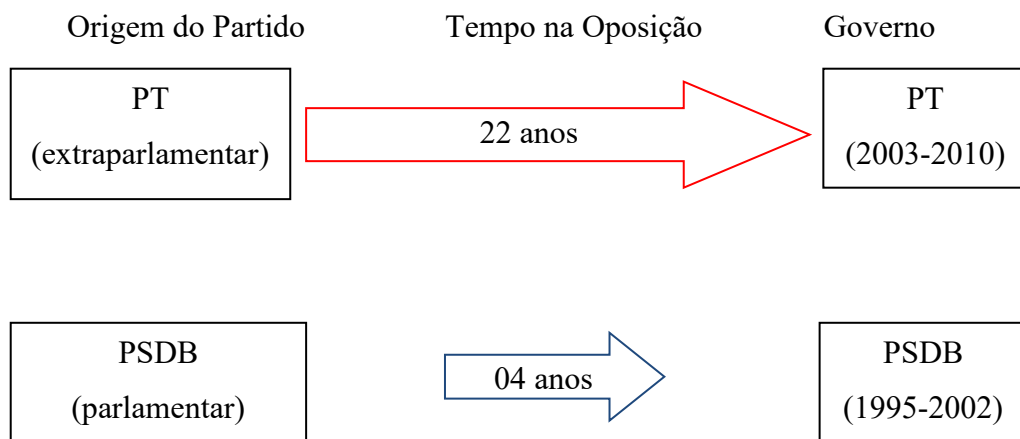 Origem do Partido Tempo na Oposição Governo
PT
(extraparlamentar)
22 anos
PT
(2003-2010)
PSDB
(parlamentar)
04 anos
PSDB
(1995-2002)